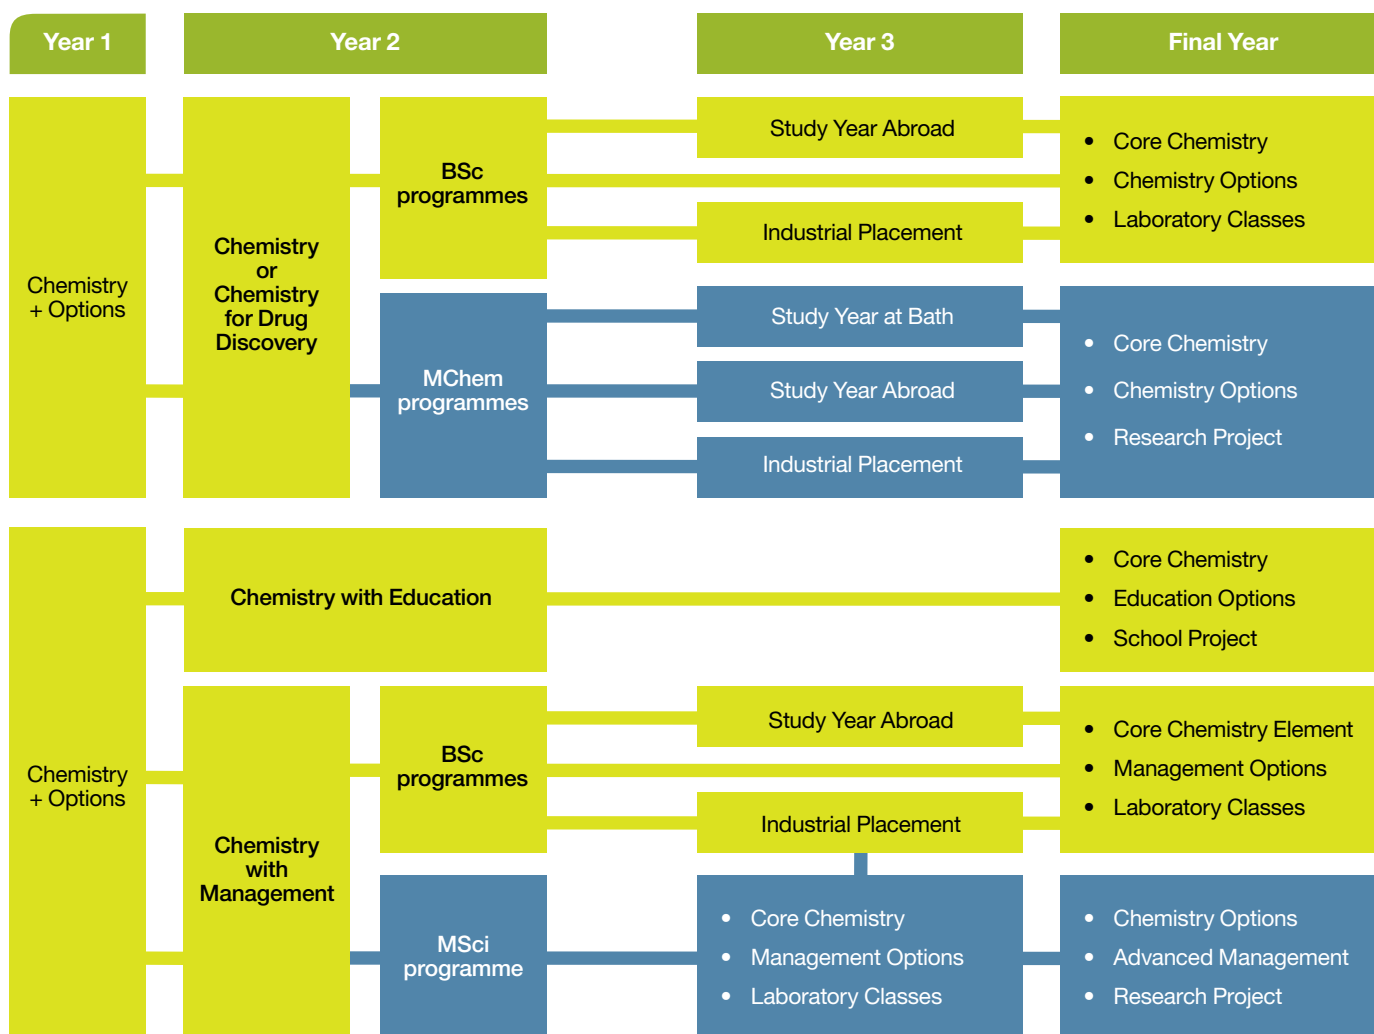 Year 1
Year 2
Year 3
Final Year
Chemistry
+ Options
Chemistry
or
Chemistry
for Drug
Discovery
BSc
programmes
Study Year Abroad
Industrial Placement
• Core Chemistry
• Chemistry Options
• Laboratory Classes
MChem
programmes
Study Year at Bath
Study Year Abroad
Industrial Placement
• Core Chemistry
• Chemistry Options
• Research Project
Chemistry
+ Options
Chemistry with Education
• Core Chemistry
• Education Options
• School Project
Chemistry
with
Management
BSc
programmes
Study Year Abroad
Industrial Placement
• Core Chemistry Element
• Management Options
• Laboratory Classes
MSci
programme
• Core Chemistry
• Management Options
• Laboratory Classes
• Chemistry Options
• Advanced Management
• Research Project